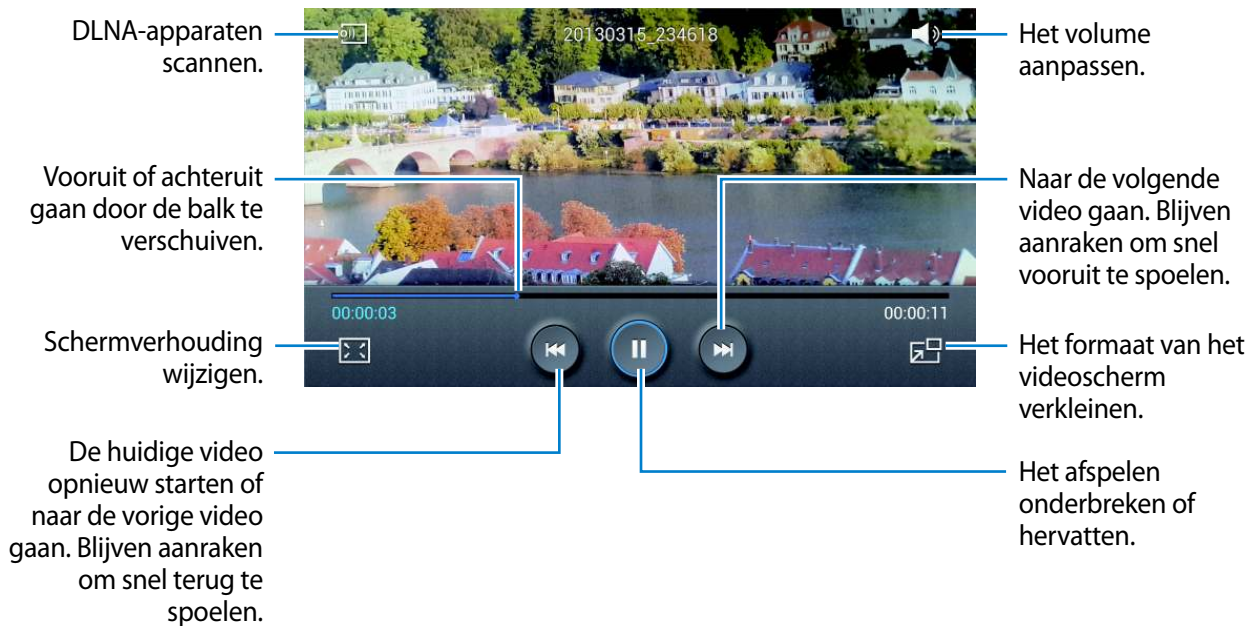 DLNA-apparaten
scannen.
Vooruit of achteruit
gaan door de balk te
verschuiven.
Schermverhouding
wijzigen.
De huidige video
opnieuw starten of
naar de vorige video
gaan. Blijven aanraken
om snel terug te
spoelen.
20130315_234618
00:00:03
00:00:11
Het volume
aanpassen.
Naar de volgende
video gaan. Blijven
aanraken om snel
vooruit te spoelen.
Het formaat van het
videoscherm
verkleinen.
Het afspelen
onderbreken of
hervatten.